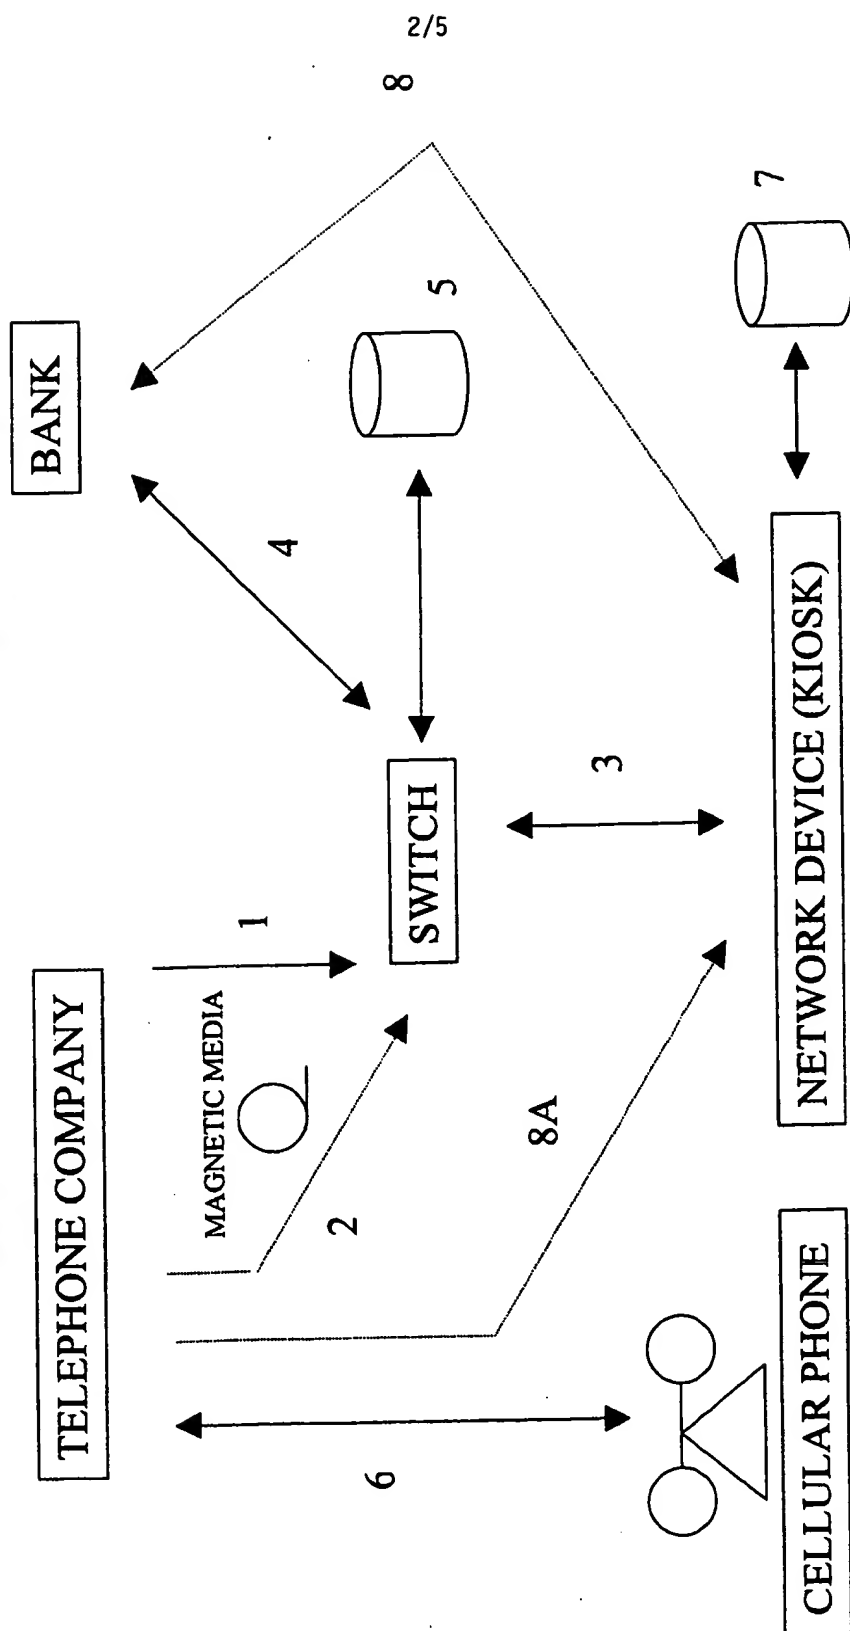 2/5
TELEPHONE COMPANY
BANK
1
MAGNETIC MEDIA
2
4
8
SWITCH
5
6
8A
3
CELLULAR PHONE
NETWORK DEVICE (KIOSK)
7